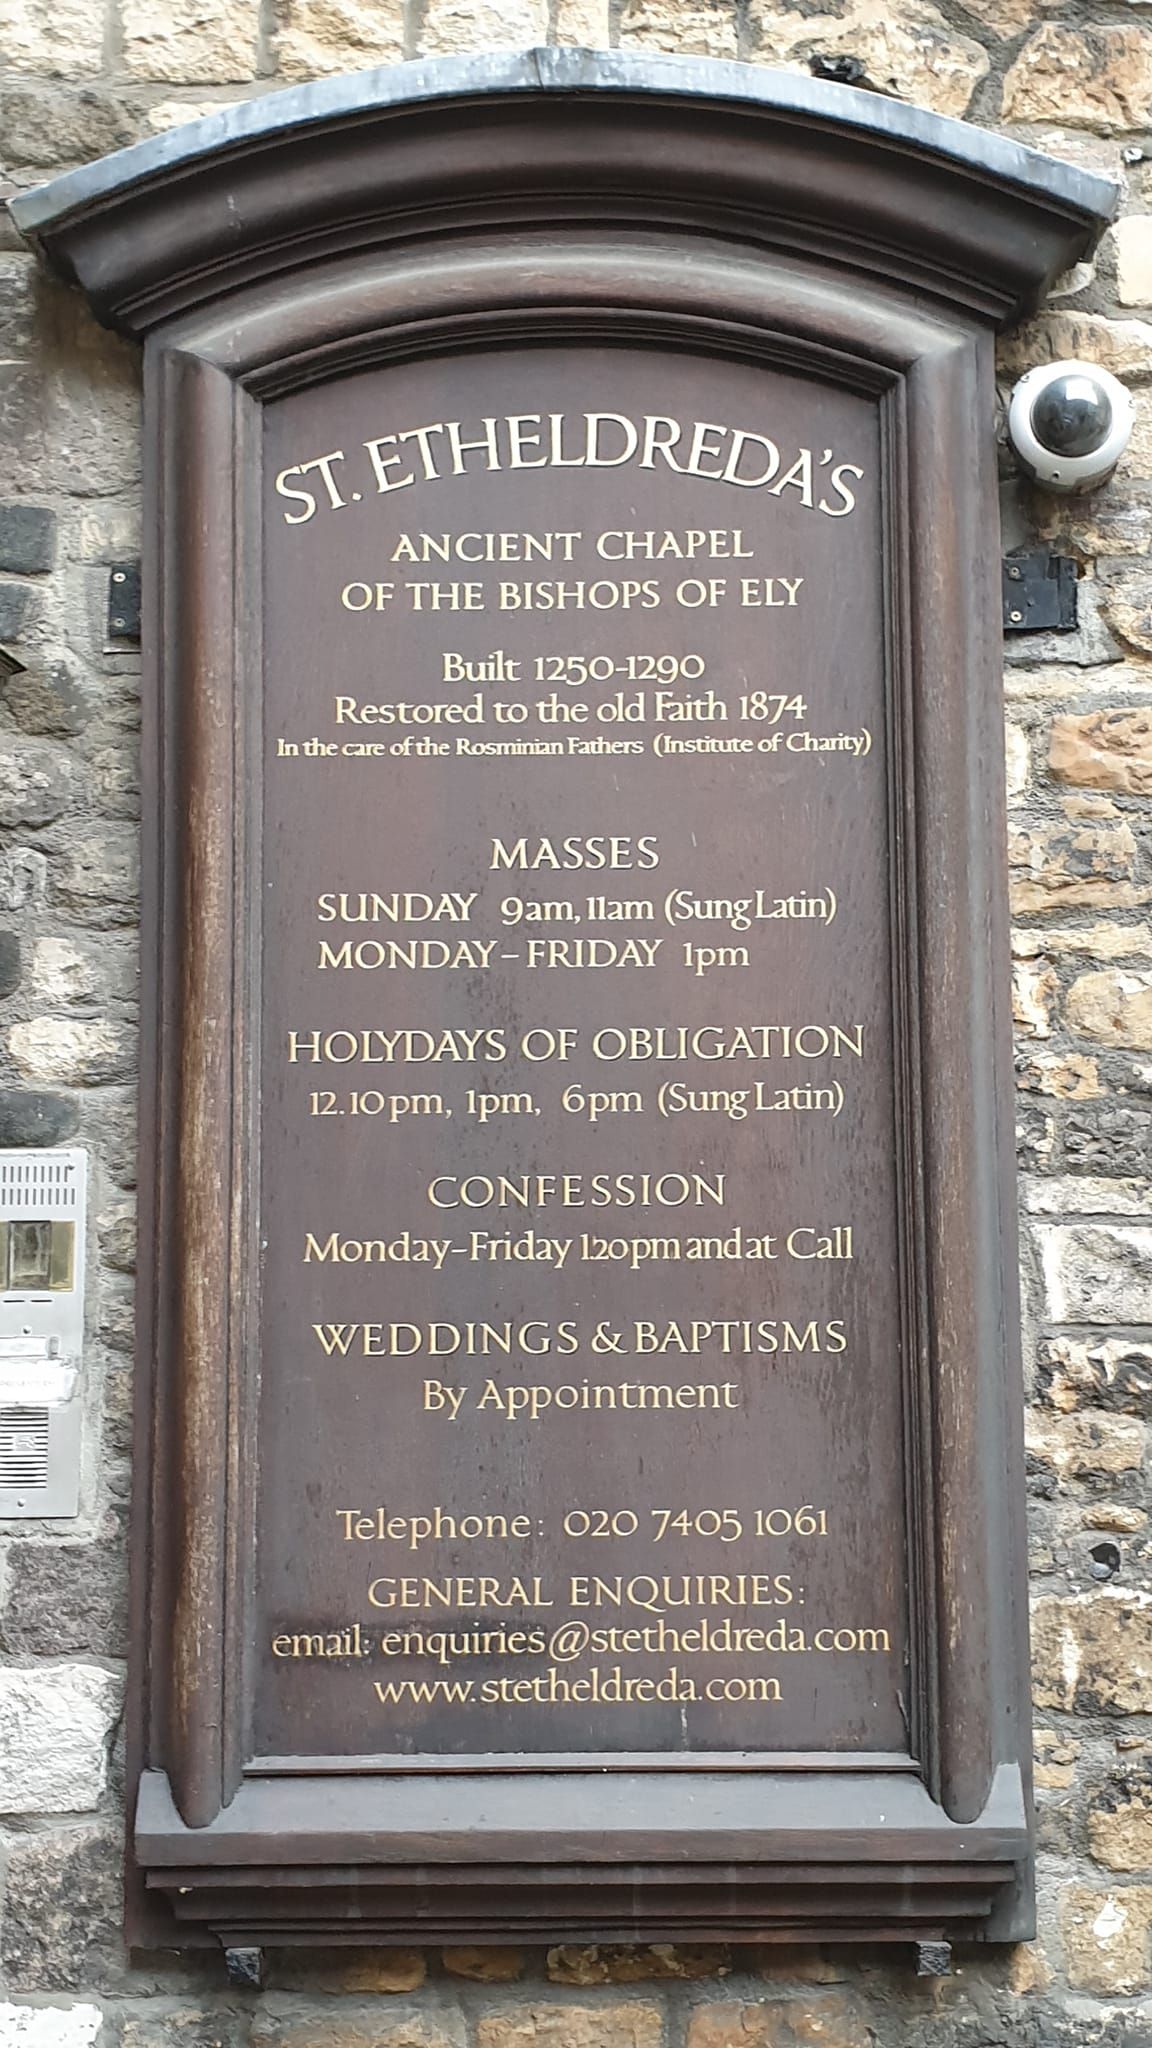 ST. ETHELDREDA'S
ANCIENT CHAPEL
OF THE BISHOPS OF ELY
Built 1250-1290
Restored to the old Faith 1874
In the care of the Rosminian Fathers (Institute of Charity)
MASSES
SUNDAY 9am, 11am (Sung Latin)
MONDAY - FRIDAY 1pm
HOLYDAYS OF OBLIGATION
12.10pm, 1pm, 6pm (Sung Latin)
CONFESSION
Monday-Friday 1.20pm and at Call
WEDDINGS & BAPTISMS
By Appointment
Telephone: 020 7405 1061
GENERAL ENQUIRIES:
email: enquiries@stetheldreda.com
www.stetheldreda.com